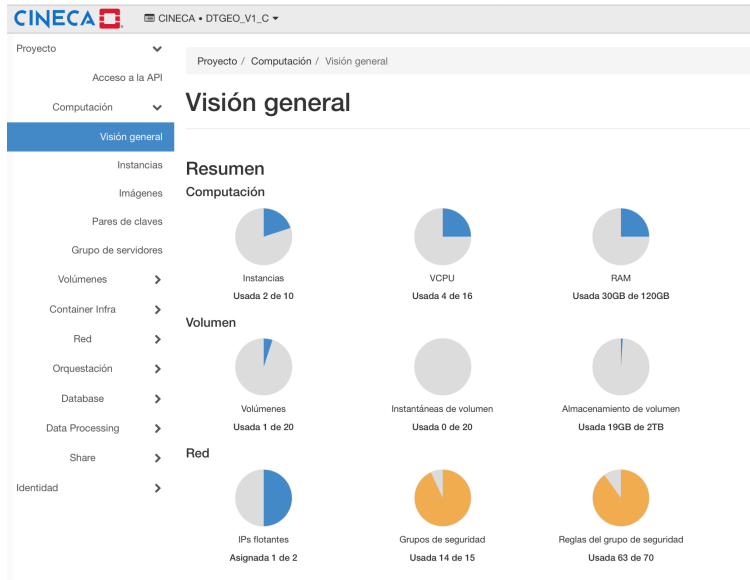 CINECA
CINECA • DTGEO_V1_C
Proyecto
Acceso a la API
Computación
Visión general
Instancias
Imágenes
Pares de claves
Grupo de servidores
Volúmenes
Container Infra
Red
Orquestación
Database
Data Processing
Share
Identidad
Proyecto / Computación / Visión general
Visión general
Resumen
Computación
Instancias
Usada 2 de 10
VCPU
Usada 4 de 16
RAM
Usada 30GB de 120GB
Volumen
Volúmenes
Usada 1 de 20
Instantáneas de volumen
Usada 0 de 20
Almacenamiento de volumen
Usada 19GB de 2TB
Red
IPs flotantes
Asignada 1 de 2
Grupos de seguridad
Usada 14 de 15
Reglas del grupo de seguridad
Usada 63 de 70